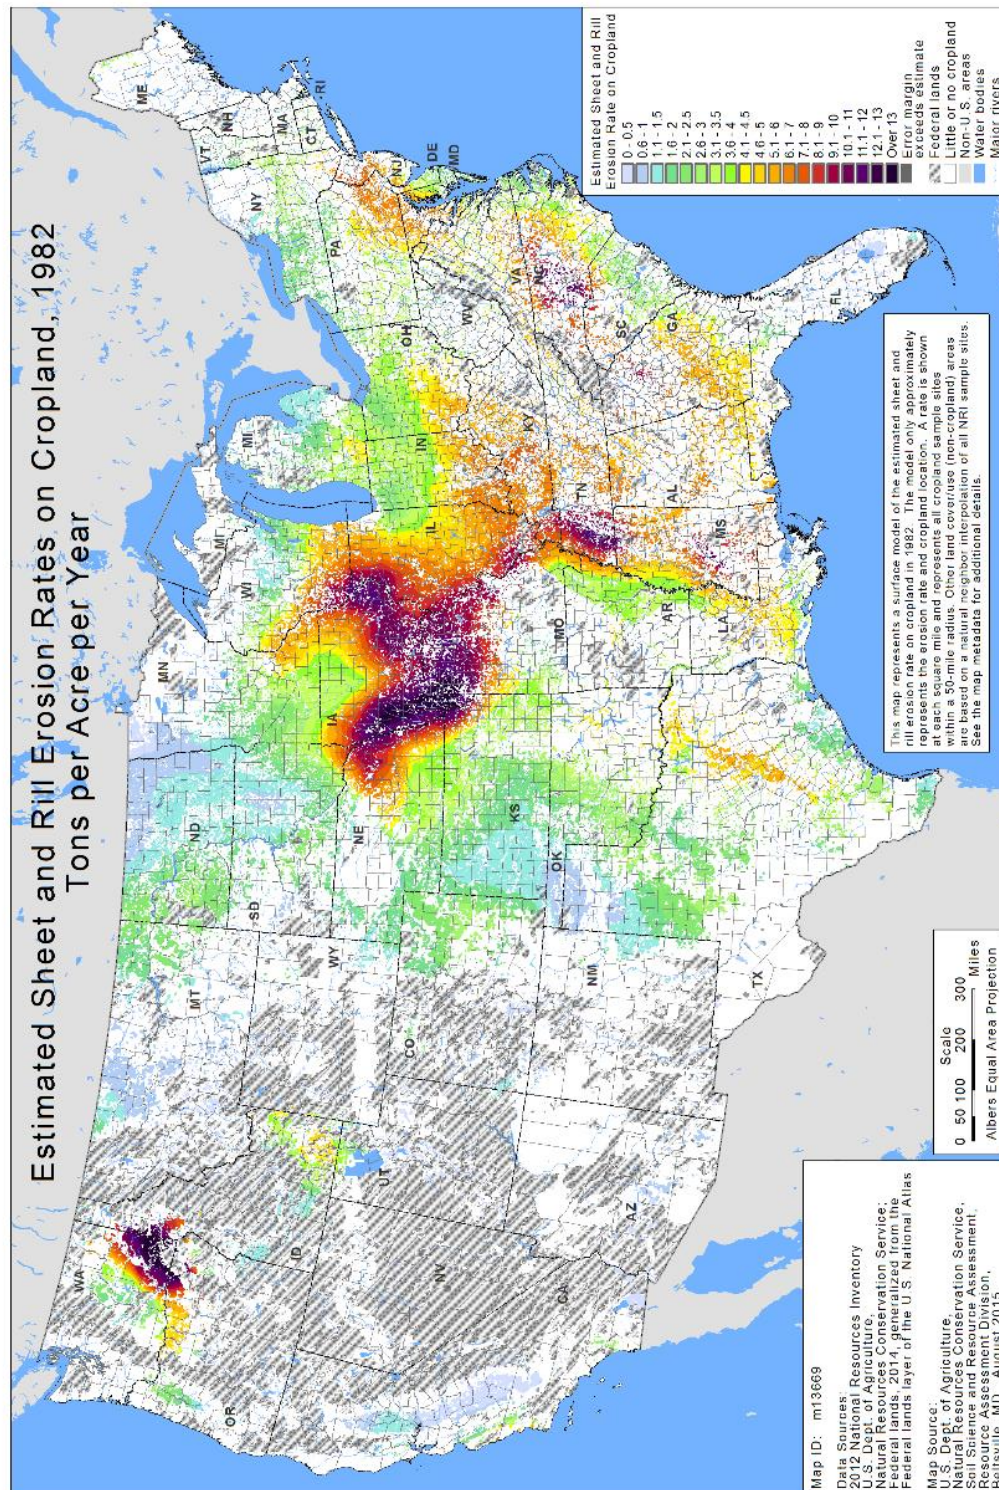 Estimated Sheet and Rill Erosion Rates on Cropland, 1982
Tons per Acre per Year
WA
OR
CA
NV
ID
MT
WY
UT
AZ
CO
NM
ND
SD
NE
KS
OK
TX
MN
IA
MO
AR
LA
WI
MI
MI
IL
IN
OH
KY
TN
MS
AL
GA
FL
SC
NC
VA
WV
PA
NY
VT
NH
ME
MA
CT
RI
NJ
DE
MD
Estimated Sheet and Rill
Erosion Rate on Cropland
0 - 0.5
0.6 - 1
1.1 - 1.5
1.6 - 2
2.1 - 2.5
2.6 - 3
3.1 - 3.5
3.6 - 4
4.1 - 4.5
4.6 - 5
5.1 - 6
6.1 - 7
7.1 - 8
8.1 - 9
9.1 - 10
10.1 - 11
11.1 - 12
12.1 - 13
Over 13
Error margin
exceeds estimate
Federal lands
Little or no cropland
Non-U.S. areas
Water bodies
Major rivers
This map represents a surface model of the estimated sheet and
rill erosion rate on cropland in 1982. The model only approximately
represents the erosion rate and cropland location. A rate is shown
at each square mile and represents all cropland sample sites
within a 50-mile radius. Other land cover/use (non-cropland) areas
are based on a natural neighbor interpolation of all NRI sample sites.
See the map metadata for additional details.
Scale
0 50 100 200 300
Miles
Albers Equal Area Projection
Map ID: m13669
Data Sources:
2012 National Resources Inventory
U.S. Dept. of Agriculture,
Natural Resources Conservation Service;
Federal lands, 2014, generalized from the
Federal lands layer of the U.S. National Atlas
Map Source:
U.S. Dept. of Agriculture,
Natural Resources Conservation Service,
Soil Science and Resource Assessment,
Resource Assessment Division,
Beltsville, MD August 2015